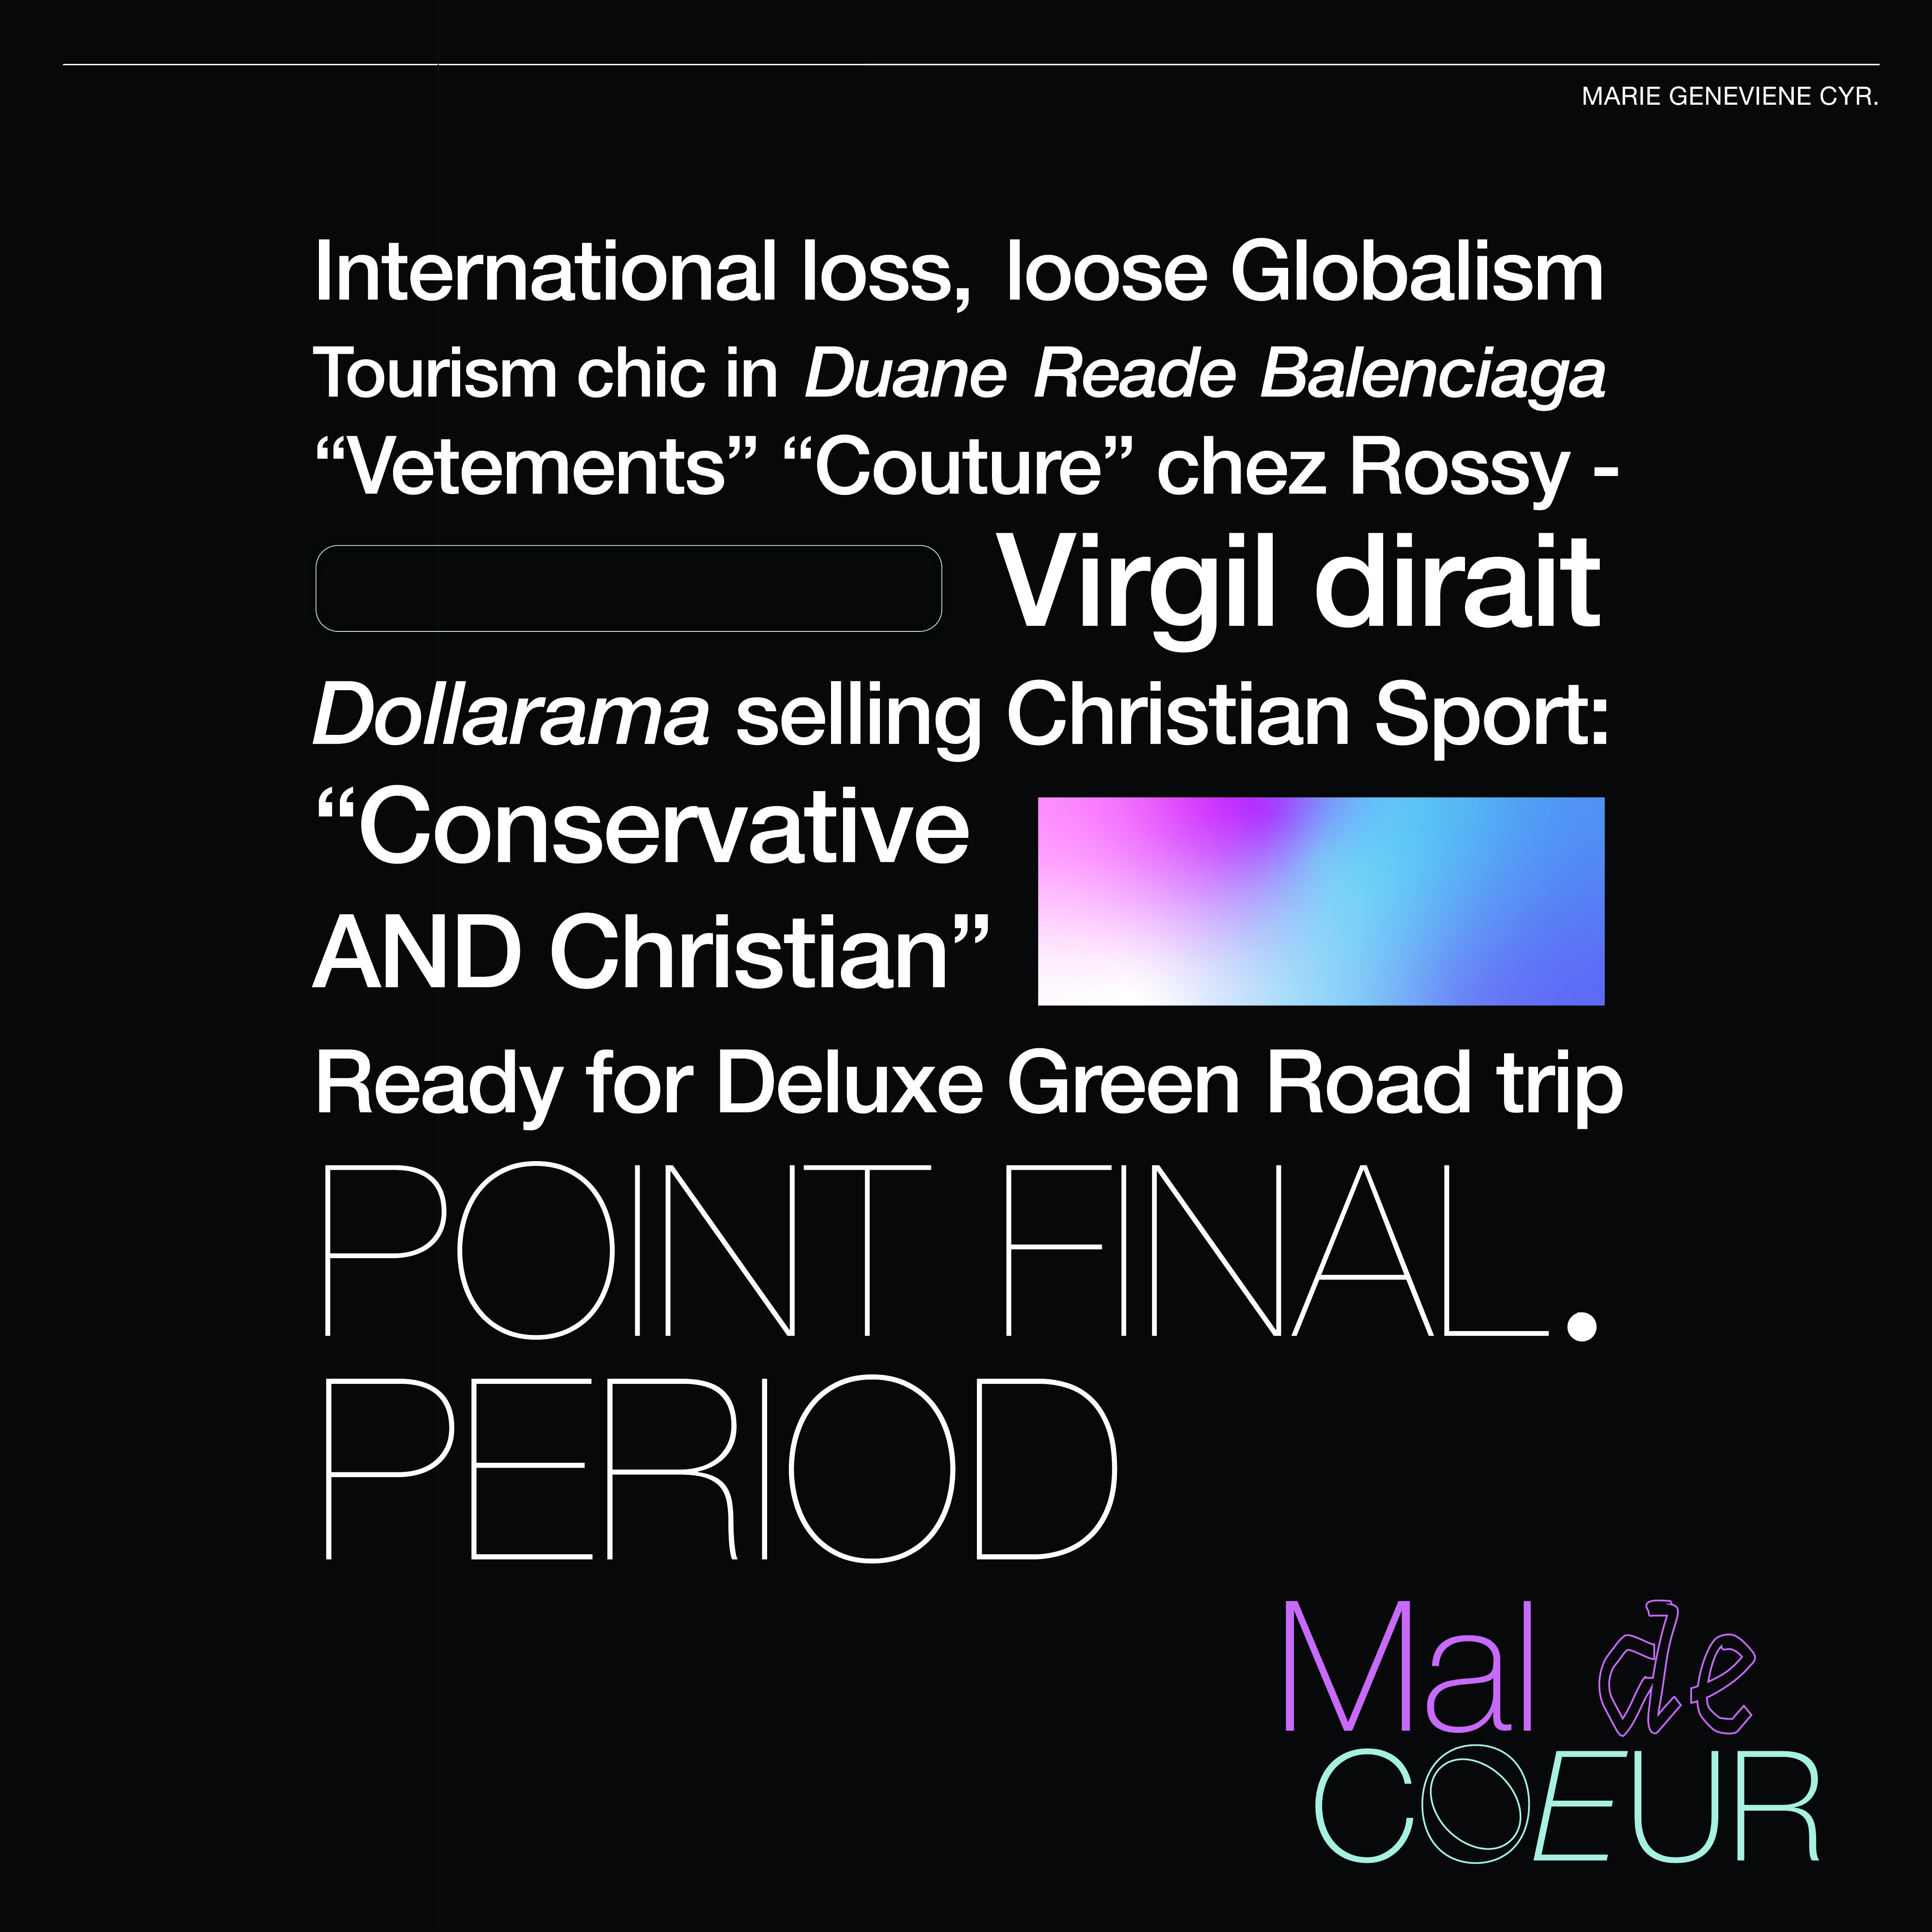 MARIE GENEVIENE CYR.
International loss, loose Globalism
Tourism chic in Duane Reade Balenciaga
“Vetements” “Couture” chez Rossy -
Virgil dirait
Dollarama selling Christian Sport:
“Conservative
AND Christian”
Ready for Deluxe Green Road trip
POINT FINAL.
PERIOD
Mal de
COEUR